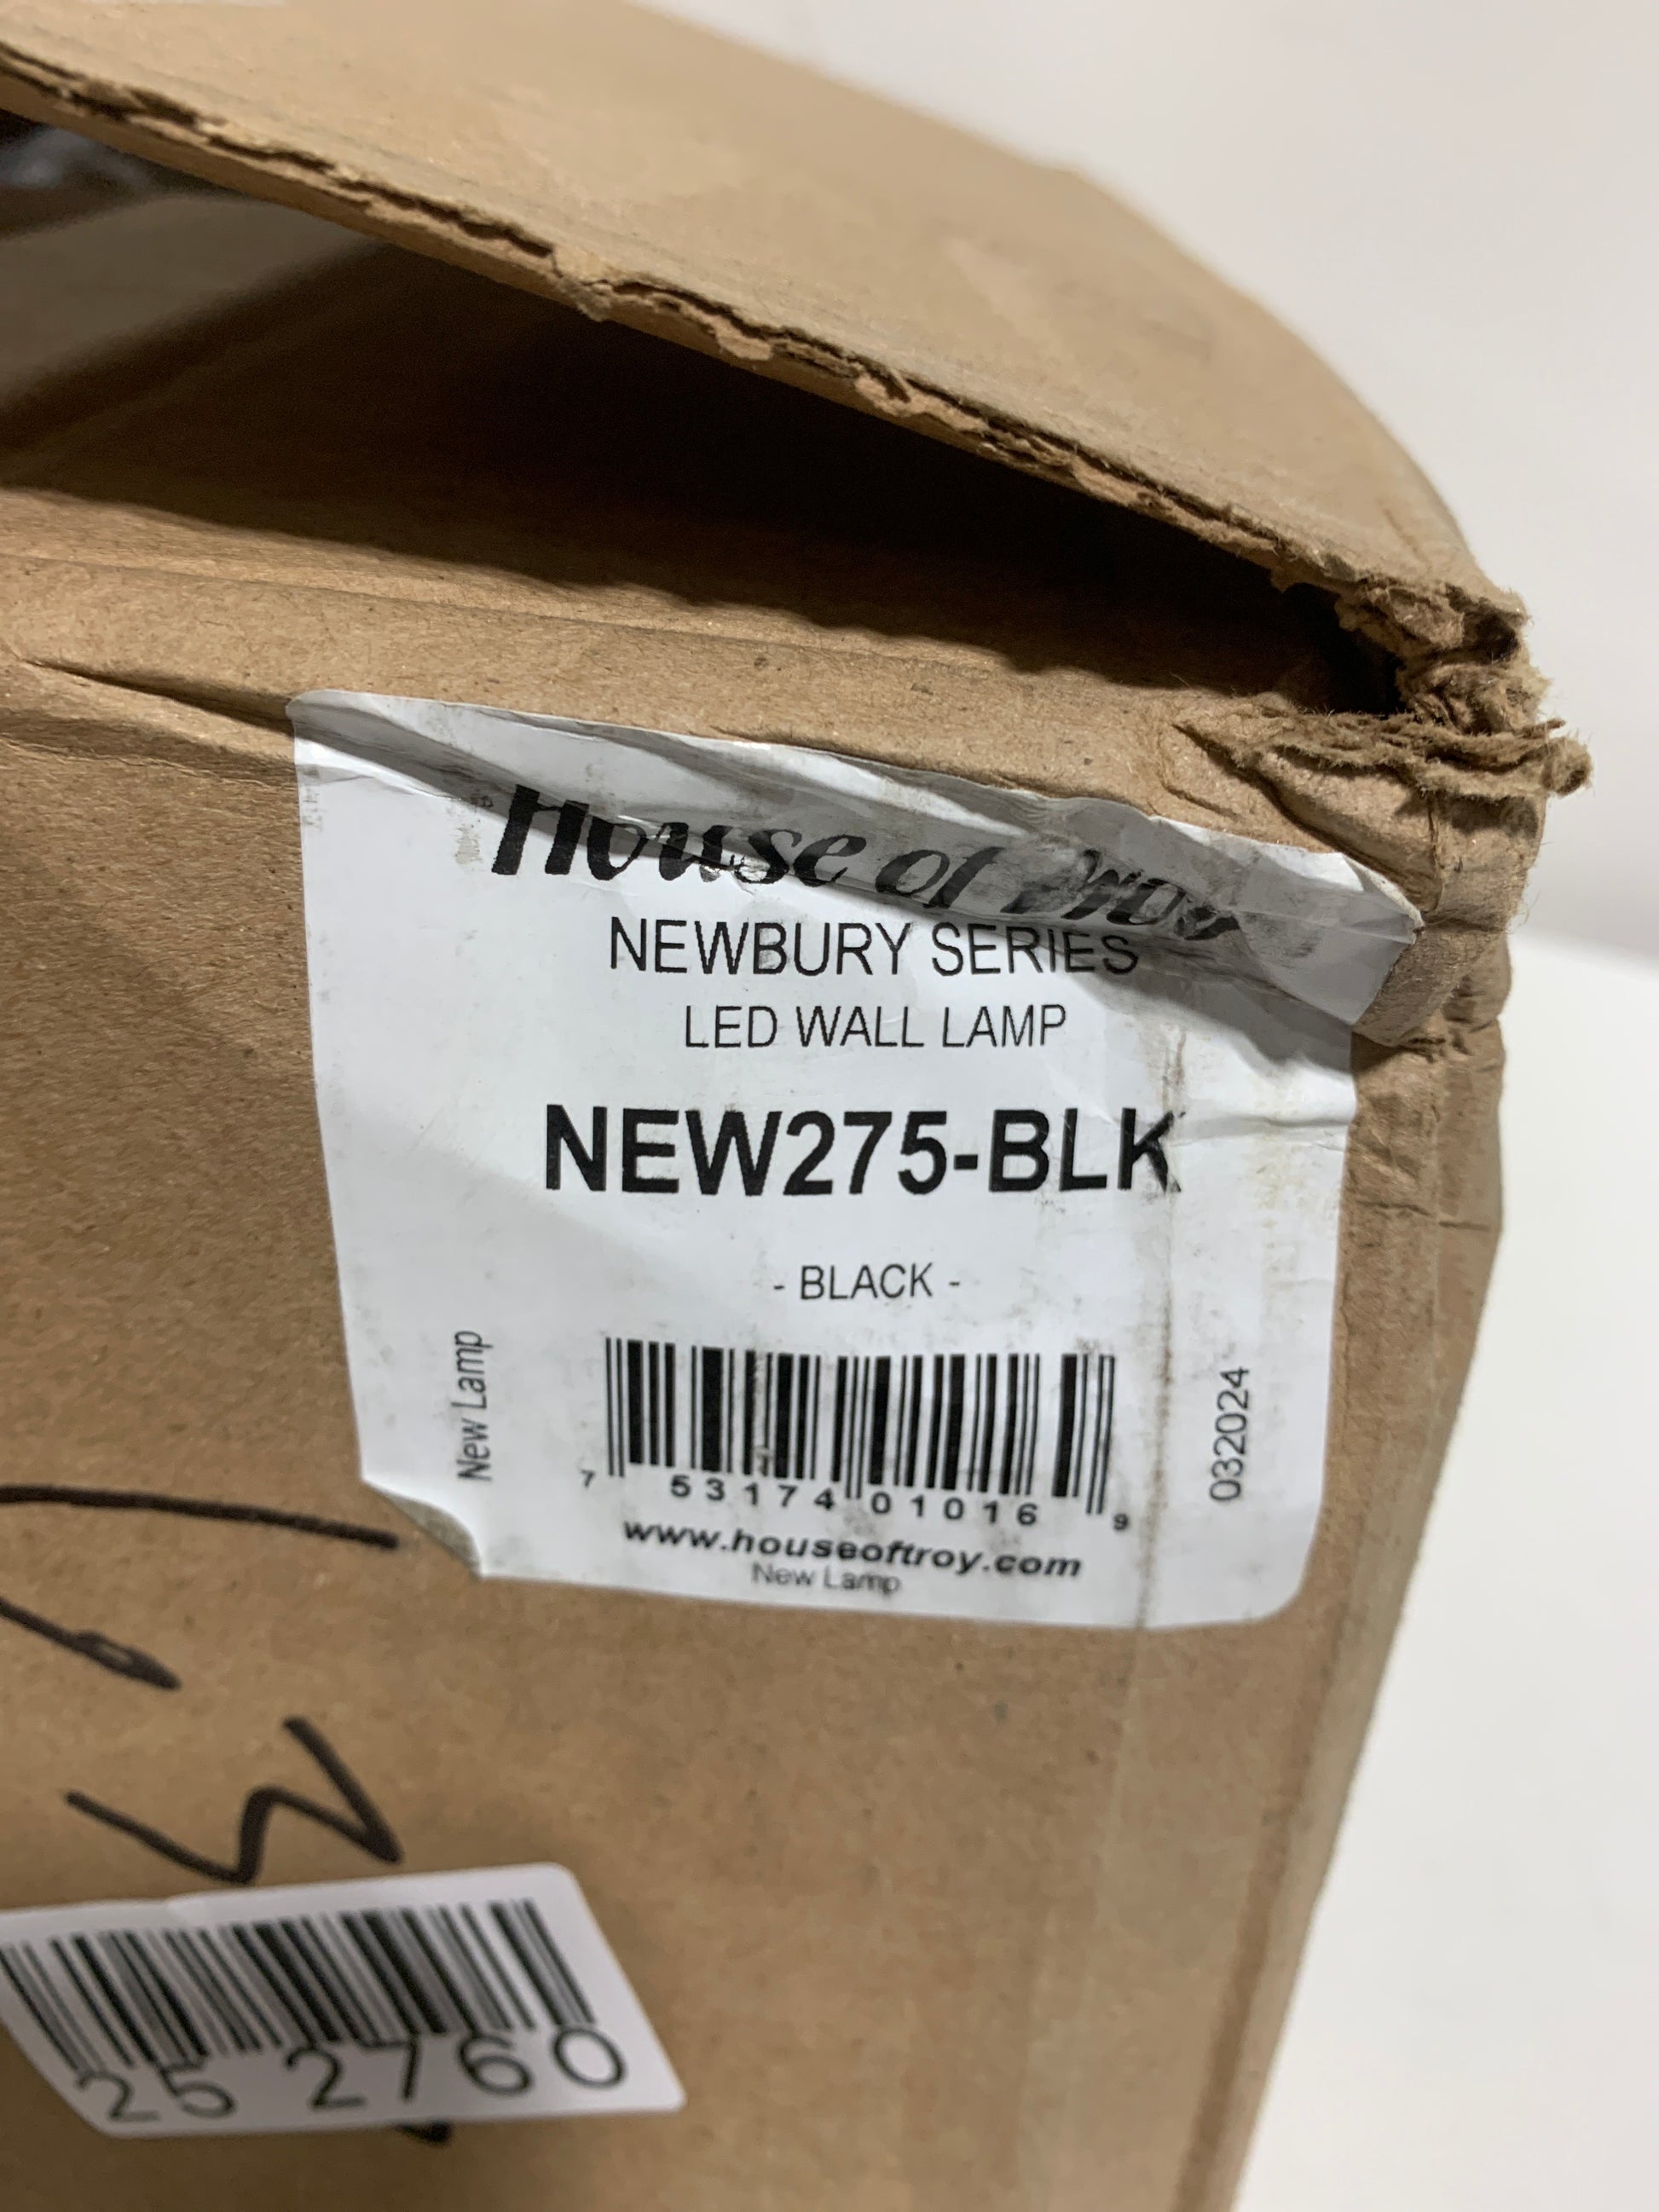 House of Troy
NEWBURY SERIES
LED WALL LAMP
NEW275-BLK
- BLACK -
New Lamp
032024
7 53174 01016 9
www.houseoftroy.com
New Lamp
25 2760